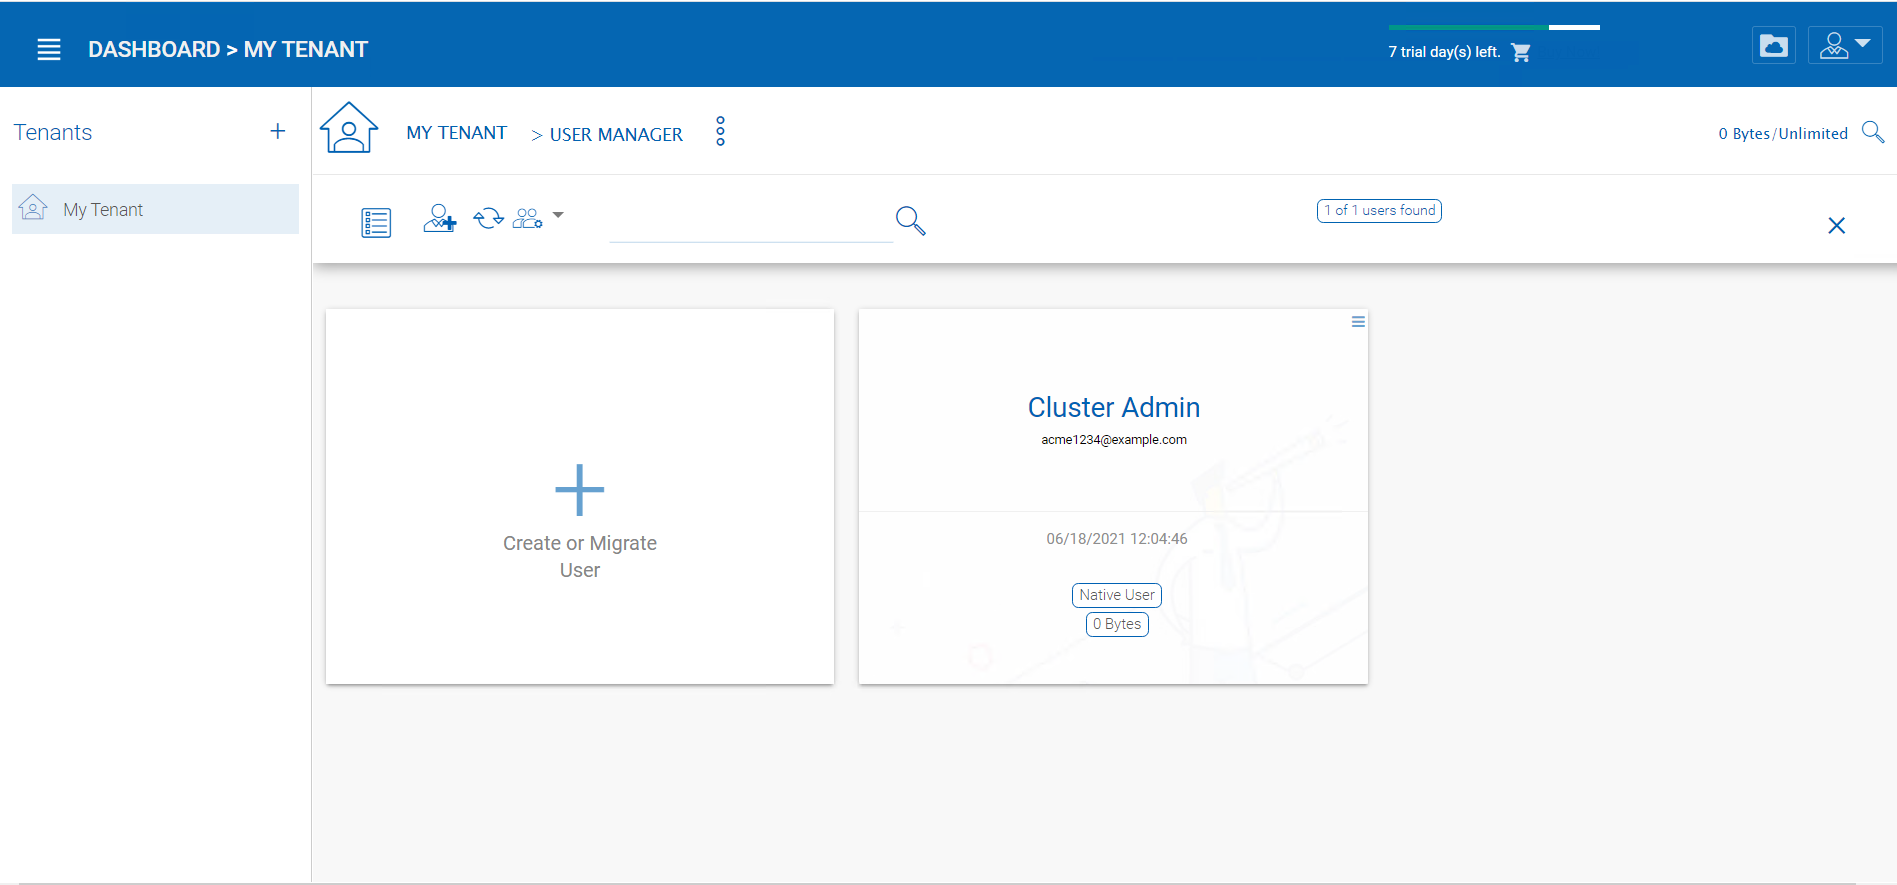 DASHBOARD > MY TENANT
7 trial day(s) left.
Tenants
MY TENANT > USER MANAGER
0 Bytes/Unlimited
My Tenant
1 of 1 users found
Create or Migrate
User
Cluster Admin
acme1234@example.com
06/18/2021 12:04:46
Native User
0 Bytes